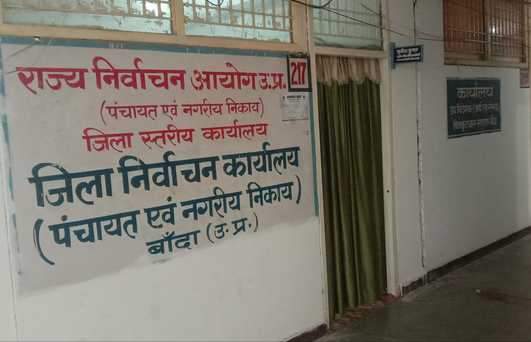 राज्य निर्वाचन आयोग उ.प्र.
217
(पंचायत एवं नगरीय निकाय)
जिला स्तरीय कार्यालय
जिला निर्वाचन कार्यालय
(पंचायत एवं नगरीय निकाय)
बाँदा (उ.प्र.)
कार्यालय